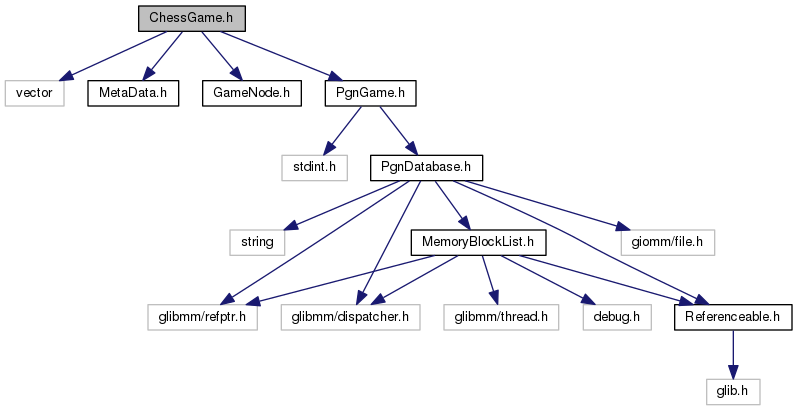 ChessGame.h
vector
MetaData.h
GameNode.h
PgnGame.h
stdint.h
PgnDatabase.h
string
MemoryBlockList.h
giomm/file.h
glibmm/refptr.h
glibmm/dispatcher.h
glibmm/thread.h
debug.h
Referenceable.h
glib.h